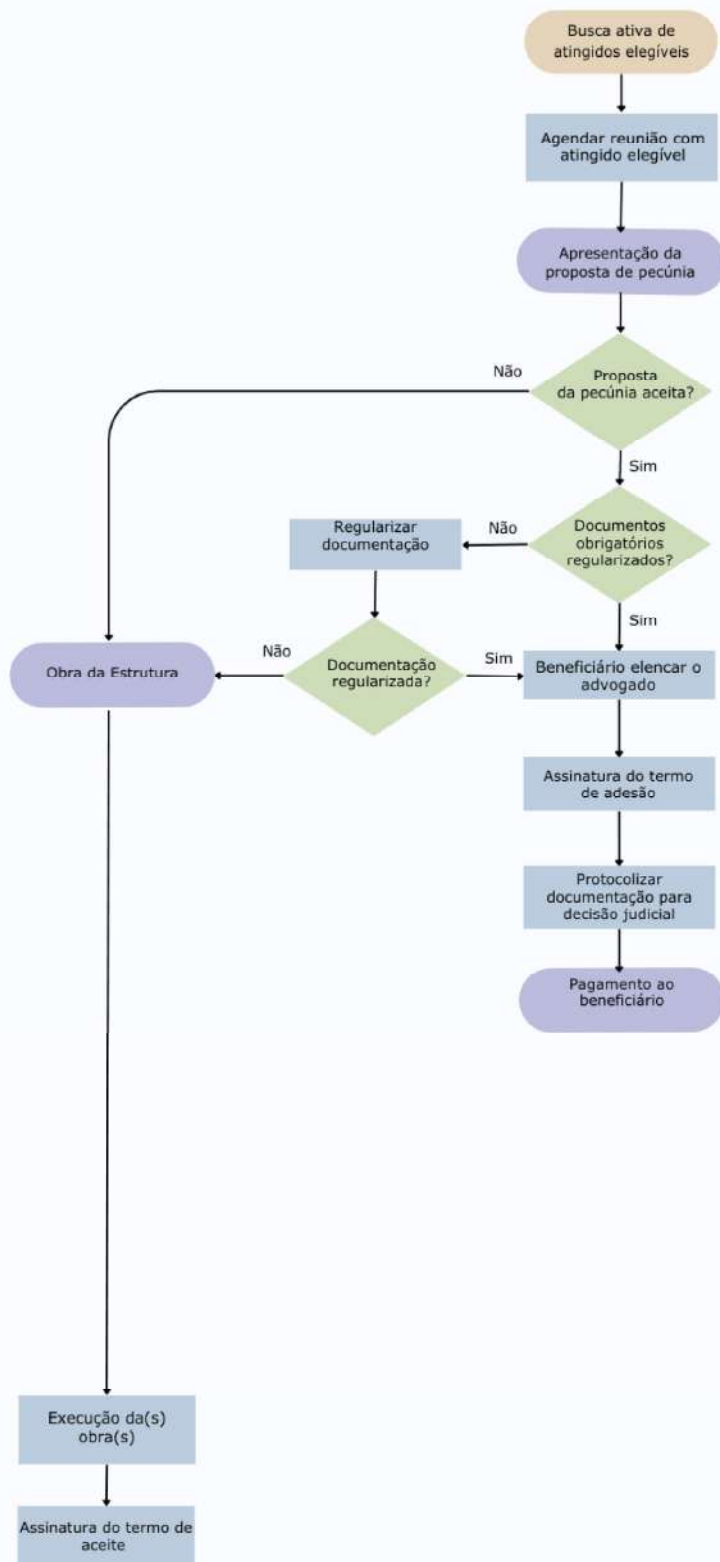 Busca ativa de
atingidos elegíveis
Agendar reunião com
atingido elegível
Apresentação da
proposta de pecúnia
Não
Proposta
da pecúnia aceita?
Sim
Regularizar
documentação
Não
Documentos
obrigatórios
regularizados?
Sim
Obra da Estrutura
Não
Documentação
regularizada?
Sim
Beneficiário elencar o
advogado
Assinatura do termo
de adesão
Protocolizar
documentação para
decisão judicial
Pagamento ao
beneficiário
Execução da(s)
obra(s)
Assinatura do termo de
aceite